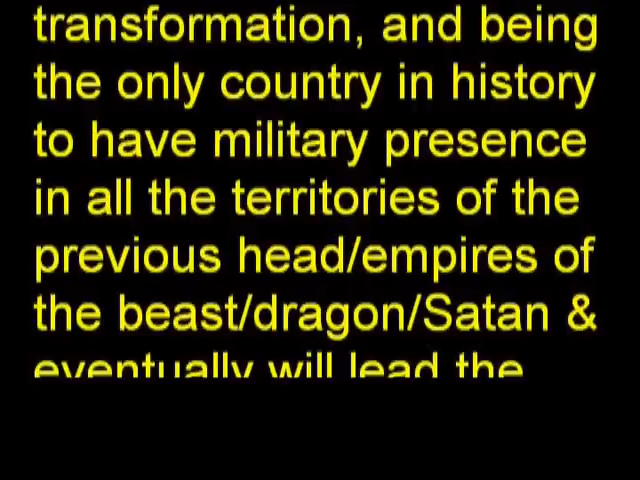 transformation, and being
the only country in history
to have military presence
in all the territories of the
previous head/empires of
the beast/dragon/Satan &
eventually will lead the